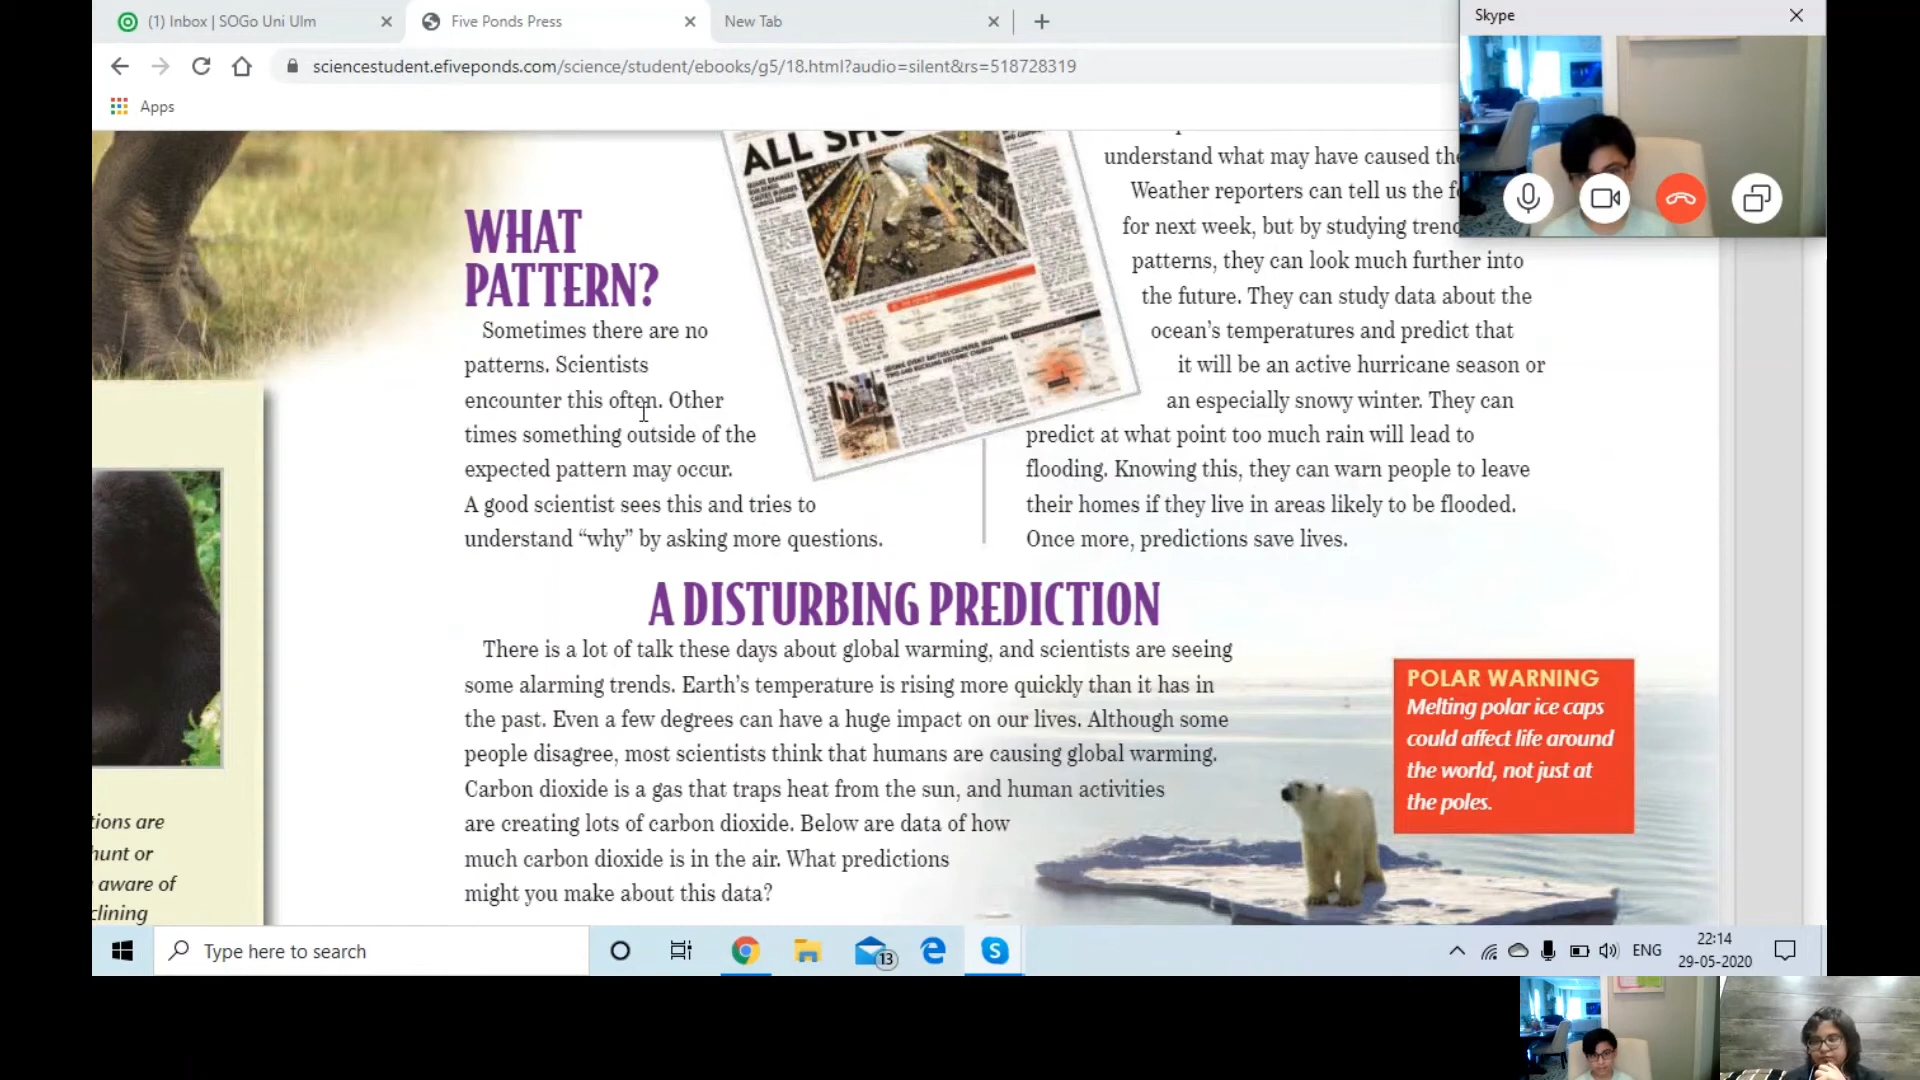 (1) Inbox | SOGo Uni Ulm
Five Ponds Press
New Tab
Skype
sciencestudent.efiveponds.com/science/student/ebooks/g5/18.html?audio=silent&rs=518728319
Apps
ALL SH
WHAT
PATTERN?
Sometimes there are no
patterns. Scientists
encounter this often. Other
times something outside of the
expected pattern may occur.
A good scientist sees this and tries to
understand “why” by asking more questions.
understand what may have caused
Weather reporters can tell us the
for next week, but by studying
patterns, they can look much further into
the future. They can study data about the
ocean’s temperatures and predict that
it will be an active hurricane season or
an especially snowy winter. They can
predict at what point too much rain will lead to
flooding. Knowing this, they can warn people to leave
their homes if they live in areas likely to be flooded.
Once more, predictions save lives.
A DISTURBING PREDICTION
There is a lot of talk these days about global warming, and scientists are seeing
some alarming trends. Earth’s temperature is rising more quickly than it has in
the past. Even a few degrees can have a huge impact on our lives. Although some
people disagree, most scientists think that humans are causing global warming.
Carbon dioxide is a gas that traps heat from the sun, and human activities
are creating lots of carbon dioxide. Below are data of how
much carbon dioxide is in the air. What predictions
might you make about this data?
POLAR WARNING
Melting polar ice caps
could affect life around
the world, not just at
the poles.
tions are
hunt or
aware of
clining
Type here to search
13
ENG
22:14
29-05-2020